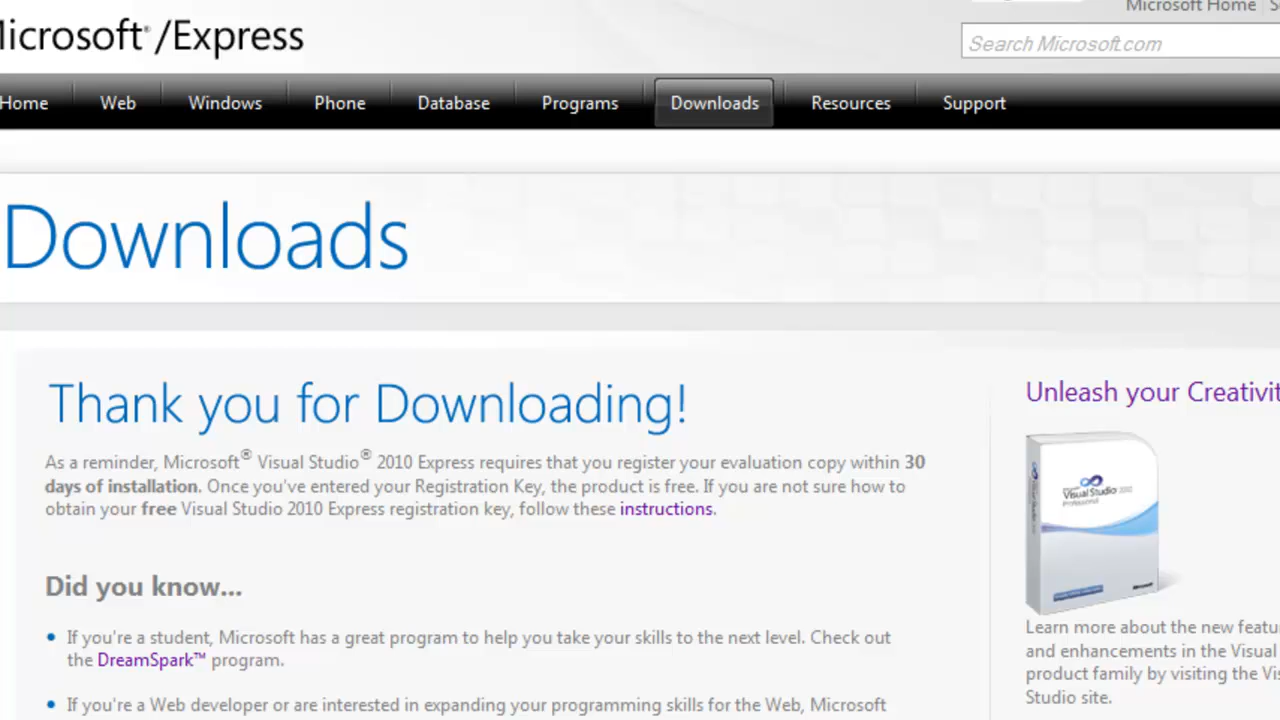 Microsoft Home
Microsoft® /Express
Search Microsoft.com
Home Web Windows Phone Database Programs Downloads Resources Support
Downloads
Thank you for Downloading!
As a reminder, Microsoft® Visual Studio® 2010 Express requires that you register your evaluation copy within 30
days of installation. Once you've entered your Registration Key, the product is free. If you are not sure how to
obtain your free Visual Studio 2010 Express registration key, follow these instructions.
Did you know...
• If you're a student, Microsoft has a great program to help you take your skills to the next level. Check out
the DreamSpark™ program.
• If you're a Web developer or are interested in expanding your programming skills for the Web, Microsoft
Unleash your Creativit
Visual Studio 2010
Professional
Learn more about the new featu
and enhancements in the Visual
product family by visiting the Vis
Studio site.